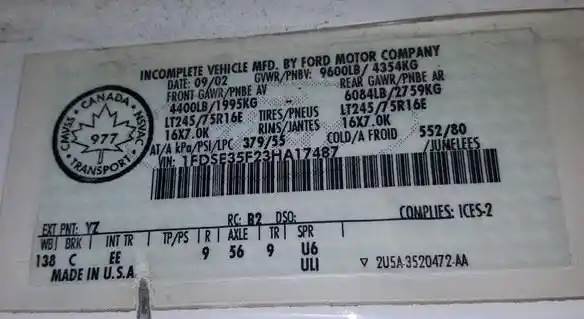 INCOMPLETE VEHICLE MFD. BY FORD MOTOR COMPANY
DATE: 09/02 GVWR/PNBV: 9600LB/ 4354KG
FRONT GAWR/PNBE AV REAR GAWR/PNBE AR
4400LB/1995KG 6084LB/2759KG
LT245/75R16E TIRES/PNEUS LT245/75R16E
16X7.0K RINS/JANTES 16X7.0K
AT/A kPa/PSI/LPC 379/55 COLD/A FROID 552/80
/JUNELEES
VIN: 1FDSE35F23HA17487
CANADA
CMVSS NSVAC
977
TRANSPORT
EXT PNT: YZ RC: B2 DSO: COMPLIES: ICES-2
WB BRK INT TR TP/PS R AXLE TR SPR
138 C EE 9 56 9 U6
ULI
MADE IN U.S.A. ▽ 2U5A-3520472-AA